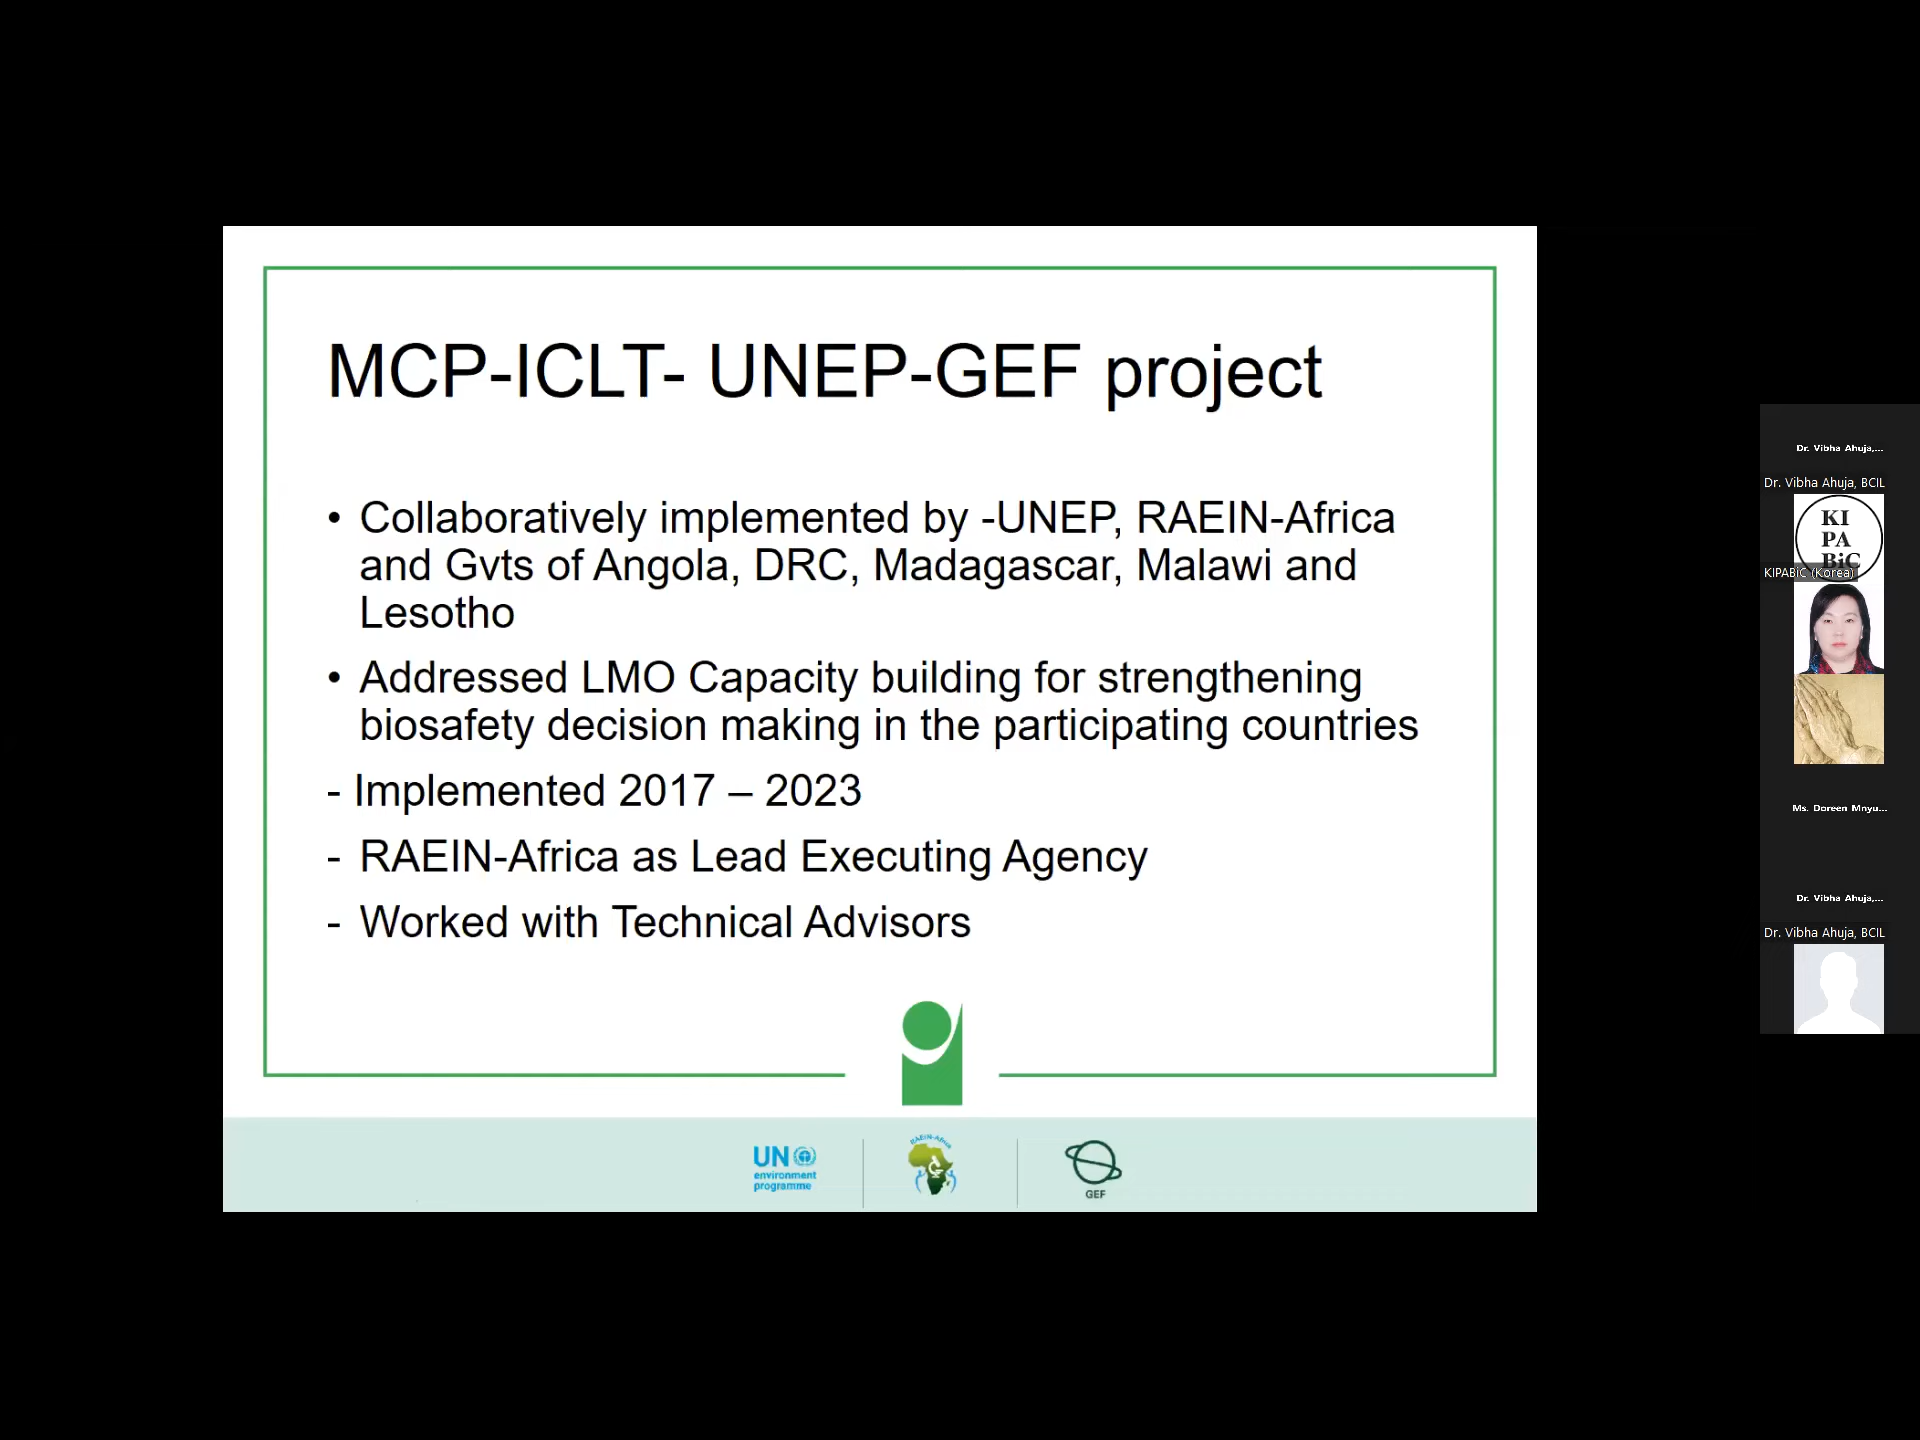 MCP-ICLT- UNEP-GEF project
• Collaboratively implemented by -UNEP, RAEIN-Africa
and Gvts of Angola, DRC, Madagascar, Malawi and
Lesotho
• Addressed LMO Capacity building for strengthening
biosafety decision making in the participating countries
- Implemented 2017 – 2023
- RAEIN-Africa as Lead Executing Agency
- Worked with Technical Advisors
UN
environment
programme
RAEIN-Africa
GEF
Dr. Vibha Ahuja,...
Dr. Vibha Ahuja, BCIL
KI
PA
BiC
KIPABiC (Korea)
Ms. Doreen Mnyu...
Dr. Vibha Ahuja,...
Dr. Vibha Ahuja, BCIL